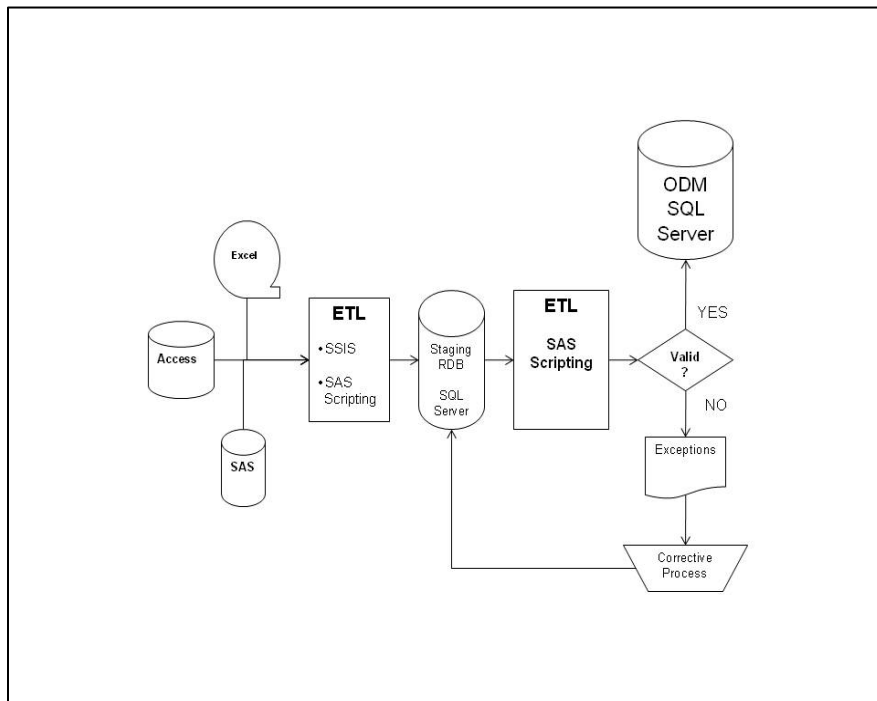 ODM
SQL
Server
Excel
Access
SAS
ETL
•SSIS
•SAS
Scripting
Staging
RDB
SQL
Server
ETL
SAS
Scripting
Valid
?
YES
NO
Exceptions
Corrective
Process